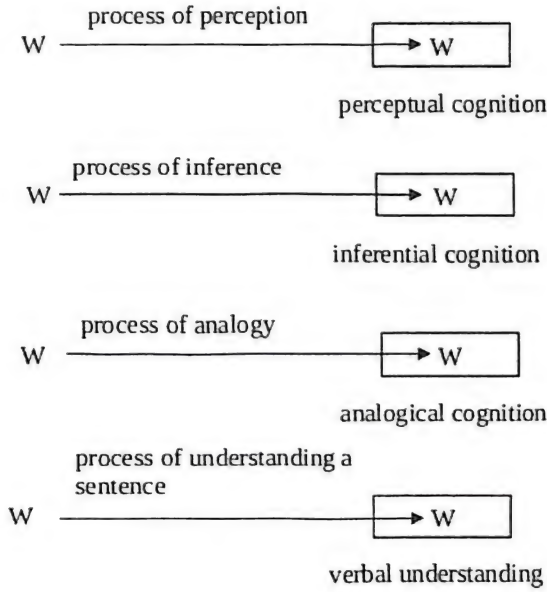 process of perception
W W
perceptual cognition
process of inference
W W
inferential cognition
process of analogy
W W
analogical cognition
process of understanding a
sentence
W W
verbal understanding